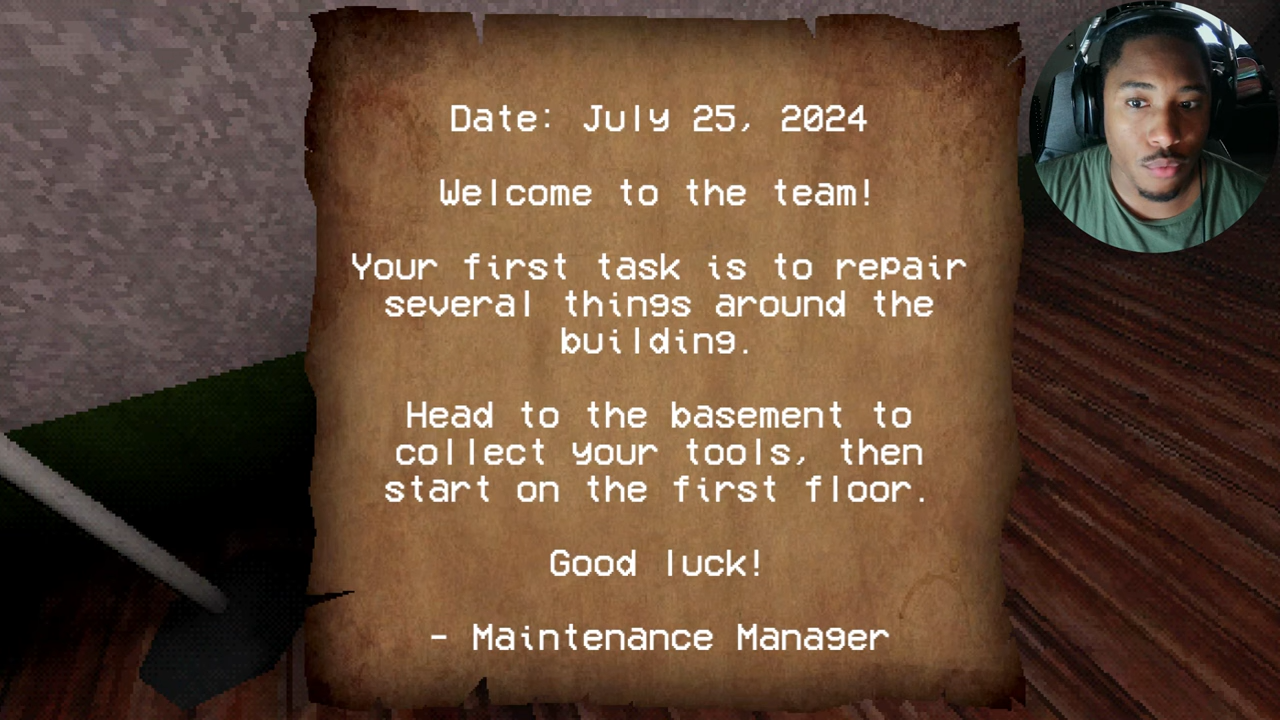 Date: July 25, 2024
Welcome to the team!
Your first task is to repair
several things around the
building.
Head to the basement to
collect your tools, then
start on the first floor.
Good luck!
- Maintenance Manager